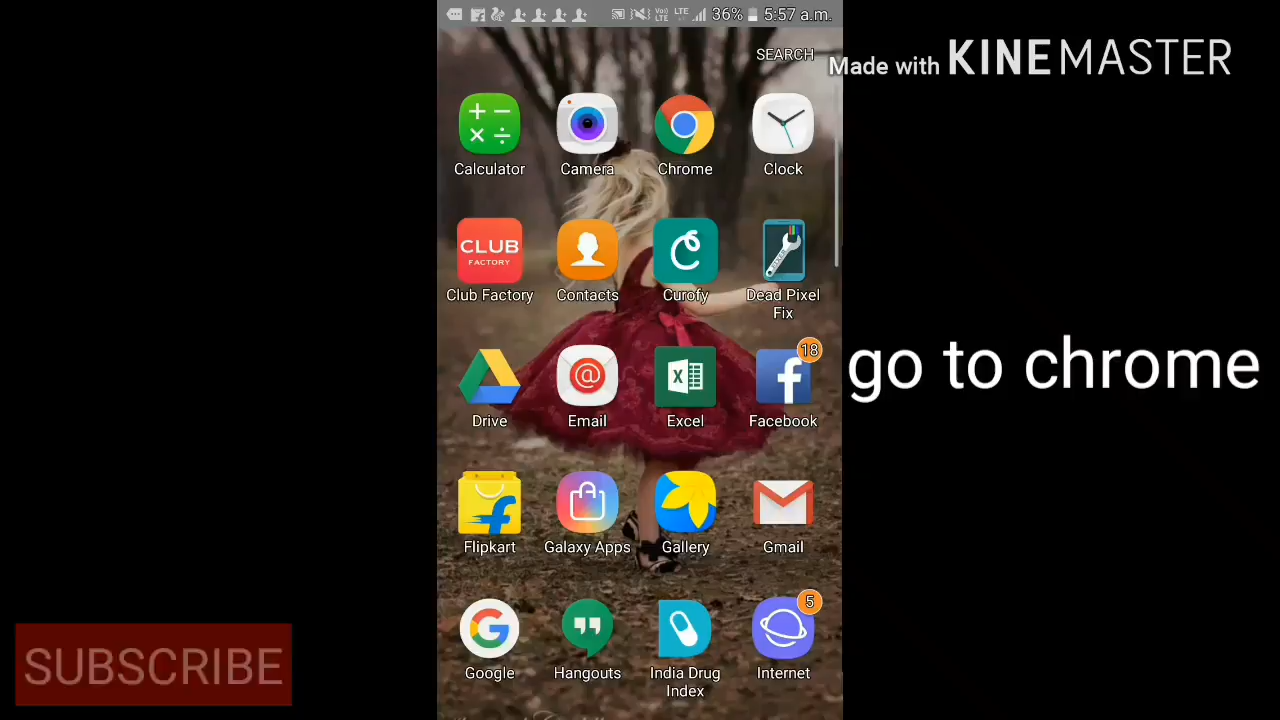 36% 5:57 a.m.
SEARCH
Made with KINEMASTER
Calculator
Camera
Chrome
Clock
CLUB
FACTORY
Club Factory
Contacts
Curofy
Dead Pixel
Fix
18
Drive
Email
Excel
Facebook
go to chrome
Flipkart
Galaxy Apps
Gallery
Gmail
5
Google
Hangouts
India Drug
Index
Internet
SUBSCRIBE